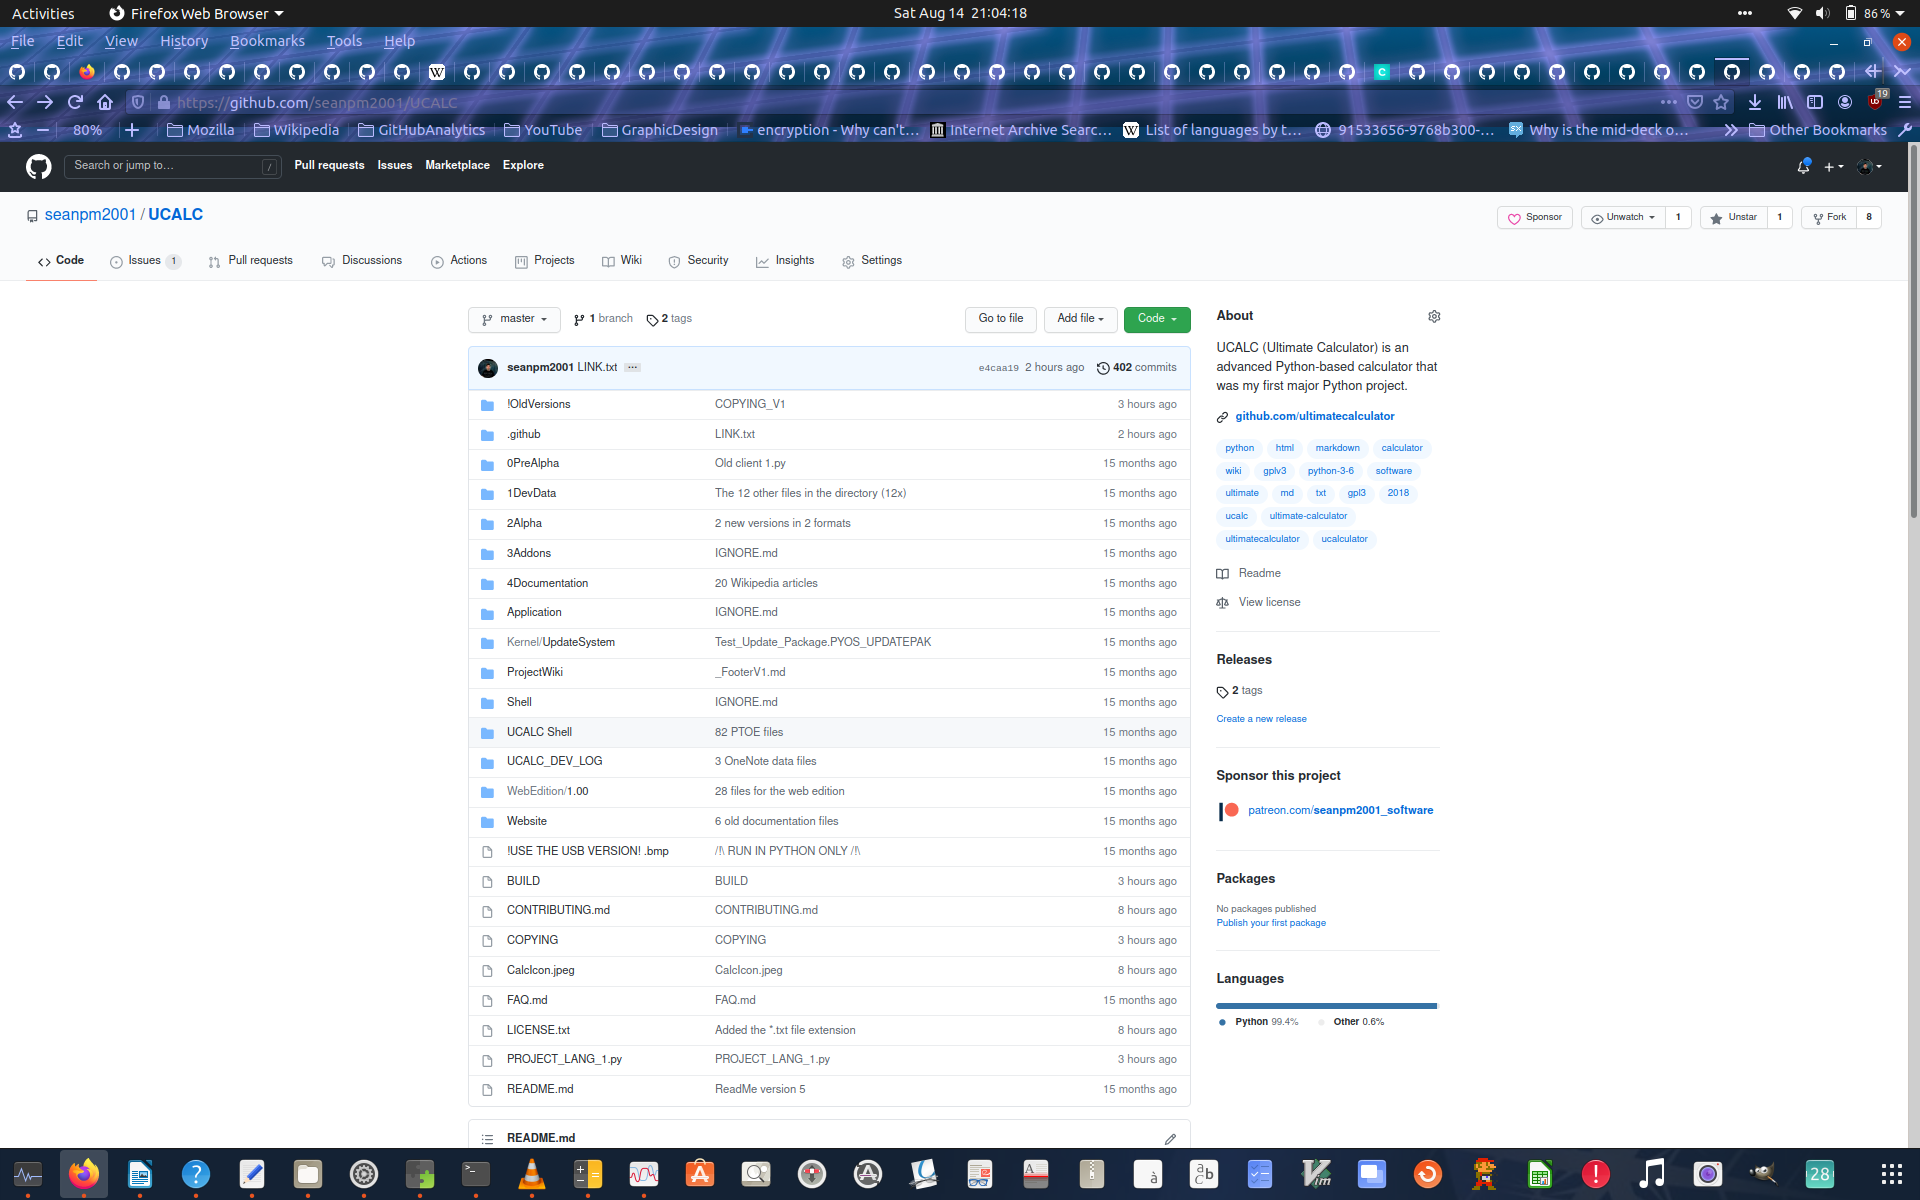 Activities Firefox Web Browser Sat Aug 14 21:04:18 86 %
File Edit View History Bookmarks Tools Help
https://github.com/seanpm2001/UCALC 19
80% Mozilla Wikipedia GitHubAnalytics YouTube GraphicDesign encryption - Why can't… Internet Archive Searc… List of languages by t… 91533656-9768b300-… Why is the mid-deck o… Other Bookmarks
Search or jump to… / Pull requests Issues Marketplace Explore
seanpm2001 / UCALC Sponsor Unwatch 1 Unstar 1 Fork 8
Code Issues 1 Pull requests Discussions Actions Projects Wiki Security Insights Settings
master 1 branch 2 tags Go to file Add file Code
seanpm2001 LINK.txt … e4caa19 2 hours ago 402 commits
!OldVersions COPYING_V1 3 hours ago
.github LINK.txt 2 hours ago
0PreAlpha Old client 1.py 15 months ago
1DevData The 12 other files in the directory (12x) 15 months ago
2Alpha 2 new versions in 2 formats 15 months ago
3Addons IGNORE.md 15 months ago
4Documentation 20 Wikipedia articles 15 months ago
Application IGNORE.md 15 months ago
Kernel/UpdateSystem Test_Update_Package.PYOS_UPDATEPAK 15 months ago
ProjectWiki _FooterV1.md 15 months ago
Shell IGNORE.md 15 months ago
UCALC Shell 82 PTOE files 15 months ago
UCALC_DEV_LOG 3 OneNote data files 15 months ago
WebEdition/1.00 28 files for the web edition 15 months ago
Website 6 old documentation files 15 months ago
!USE THE USB VERSION! .bmp /!\ RUN IN PYTHON ONLY /!\ 15 months ago
BUILD BUILD 3 hours ago
CONTRIBUTING.md CONTRIBUTING.md 8 hours ago
COPYING COPYING 3 hours ago
CalcIcon.jpeg CalcIcon.jpeg 8 hours ago
FAQ.md FAQ.md 15 months ago
LICENSE.txt Added the *.txt file extension 8 hours ago
PROJECT_LANG_1.py PROJECT_LANG_1.py 3 hours ago
README.md ReadMe version 5 15 months ago
README.md
About
UCALC (Ultimate Calculator) is an
advanced Python-based calculator that
was my first major Python project.
github.com/ultimatecalculator
python html markdown calculator
wiki gplv3 python-3-6 software
ultimate md txt gpl3 2018
ucalc ultimate-calculator
ultimatecalculator ucalculator
Readme
View license
Releases
2 tags
Create a new release
Sponsor this project
patreon.com/seanpm2001_software
Packages
No packages published
Publish your first package
Languages
Python 99.4% Other 0.6%
28